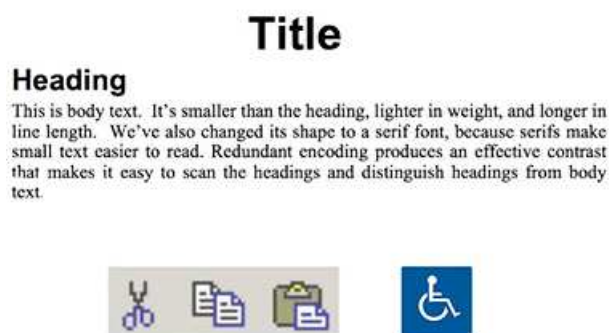 Title
Heading
This is body text. It's smaller than the heading, lighter in weight, and longer in
line length. We've also changed its shape to a serif font, because serifs make
small text easier to read. Redundant encoding produces an effective contrast
that makes it easy to scan the headings and distinguish headings from body
text.